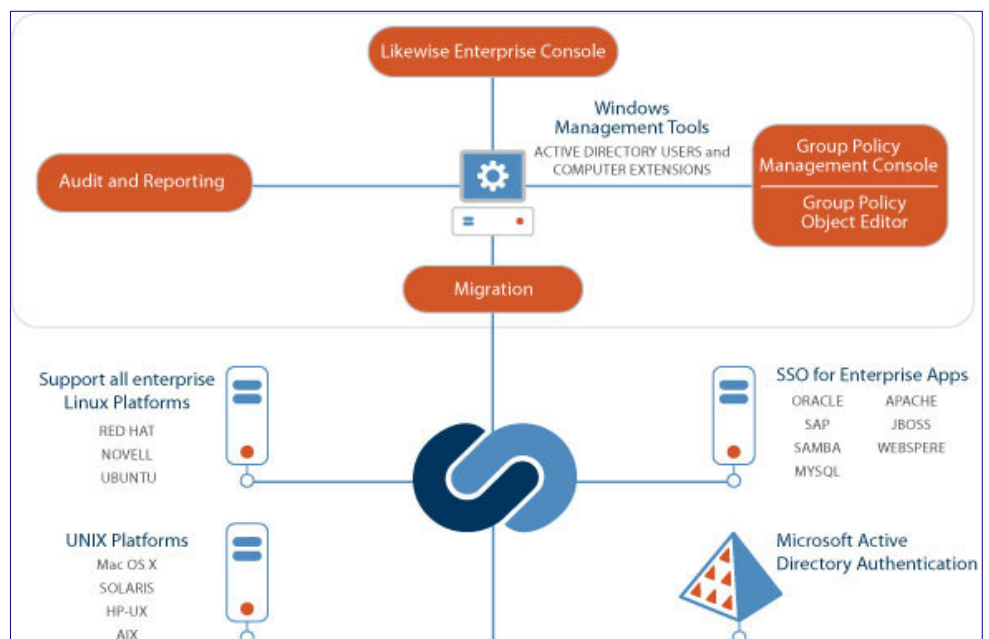 Likewise Enterprise Console
Windows
Management Tools
ACTIVE DIRECTORY USERS and
COMPUTER EXTENSIONS
Audit and Reporting
Group Policy
Management Console
Group Policy
Object Editor
Migration
Support all enterprise
Linux Platforms
RED HAT
NOVELL
UBUNTU
SSO for Enterprise Apps
ORACLE APACHE
SAP JBOSS
SAMBA WEBSPERE
MYSQL
UNIX Platforms
Mac OS X
SOLARIS
HP-UX
AIX
Microsoft Active
Directory Authentication